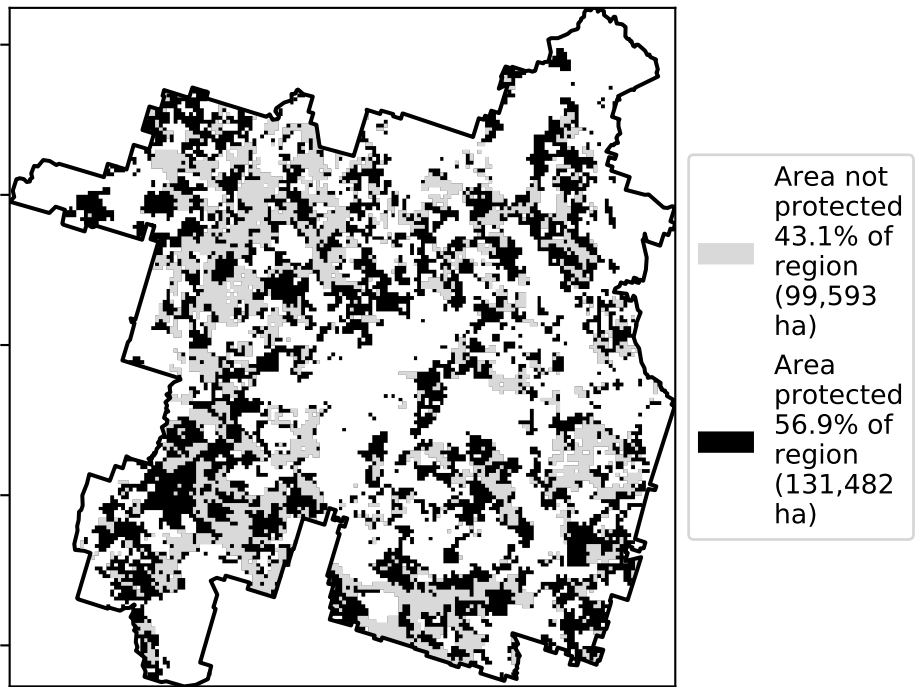 Area not
protected
43.1% of
region
(99,593
ha)
Area
protected
56.9% of
region
(131,482
ha)